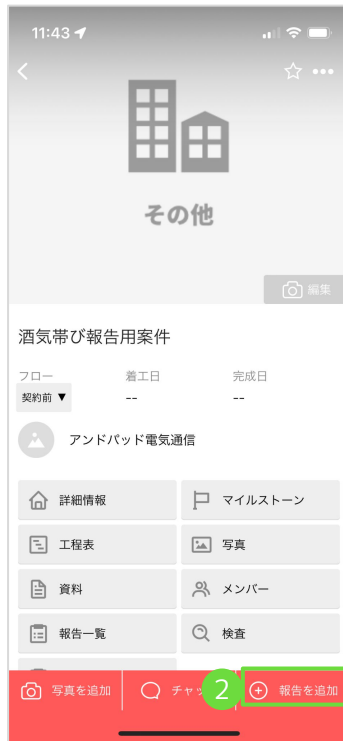 11:43
その他
編集
酒気帯び報告用案件
フロー 着工日 完成日
契約前 ▼ -- --
アンドパッド電気通信
詳細情報 マイルストーン
工程表 写真
資料 メンバー
報告一覧 検査
写真を追加 チャッ 2 報告を追加